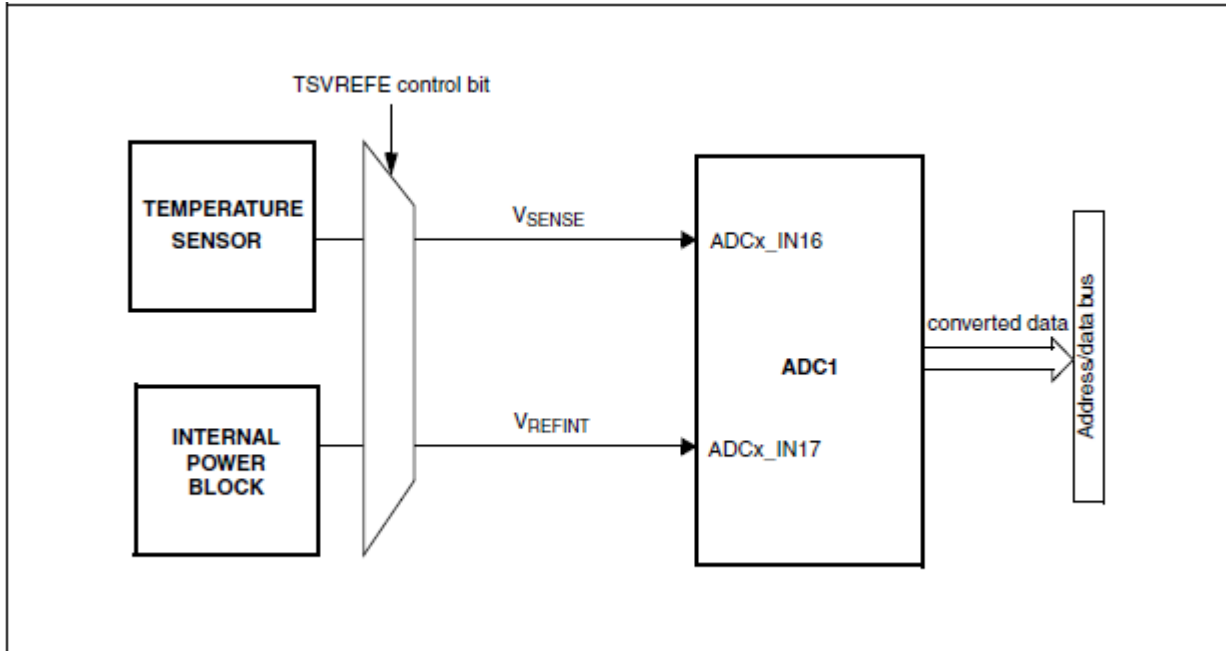 TSVREFE control bit
TEMPERATURE
SENSOR
VSENSE
ADCx_IN16
converted data
Address/data bus
ADC1
INTERNAL
POWER
BLOCK
VREFINT
ADCx_IN17